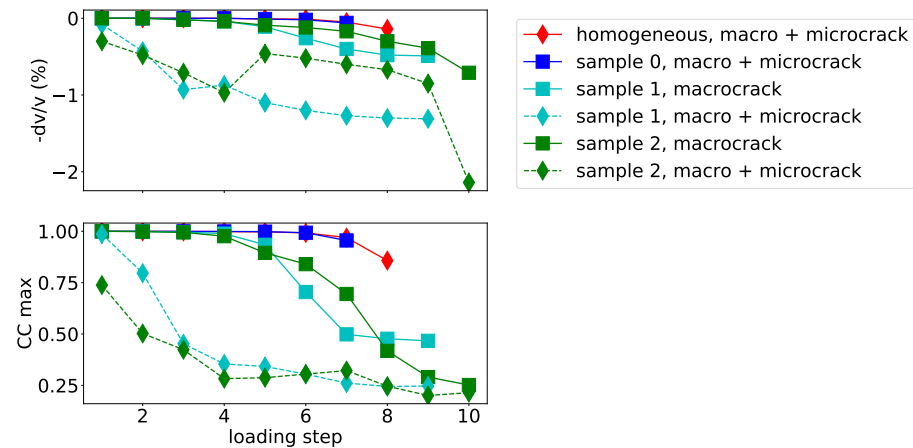 0
−1
−2
-dv/v (%)
homogeneous, macro + microcrack
sample 0, macro + microcrack
sample 1, macrocrack
sample 1, macro + microcrack
sample 2, macrocrack
sample 2, macro + microcrack
1.00
0.75
0.50
0.25
CC max
2 4 6 8 10
loading step